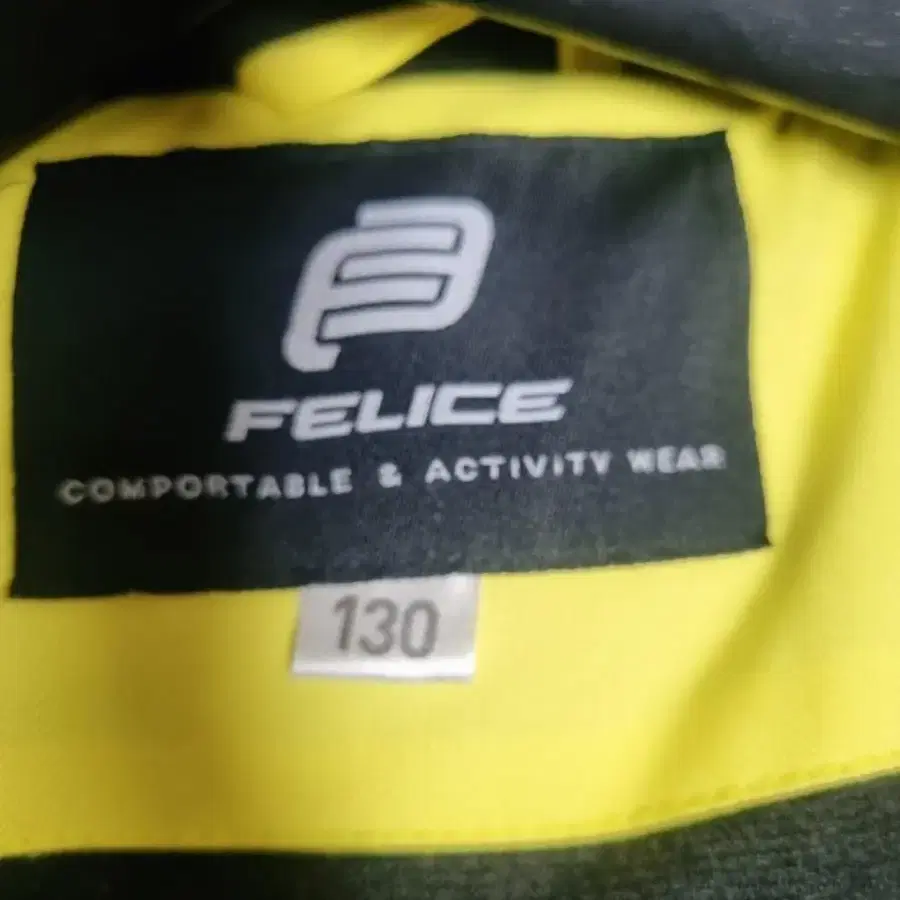 FELICE
COMPORTABLE & ACTIVITY WEAR
130